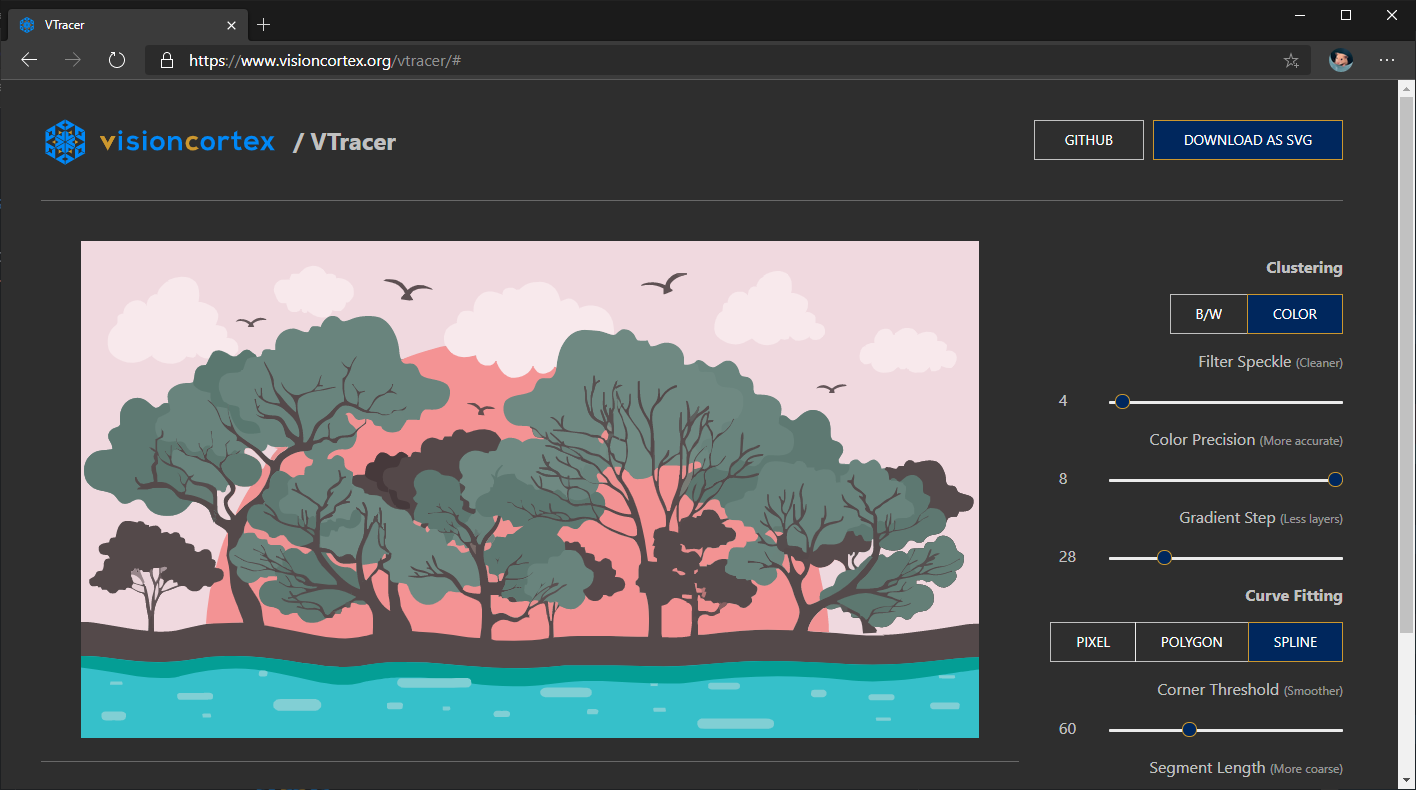 VTracer
https://www.visioncortex.org/vtracer/#
visioncortex / VTracer
GITHUB
DOWNLOAD AS SVG
Clustering
B/W
COLOR
Filter Speckle (Cleaner)
4
Color Precision (More accurate)
8
Gradient Step (Less layers)
28
Curve Fitting
PIXEL
POLYGON
SPLINE
Corner Threshold (Smoother)
60
Segment Length (More coarse)